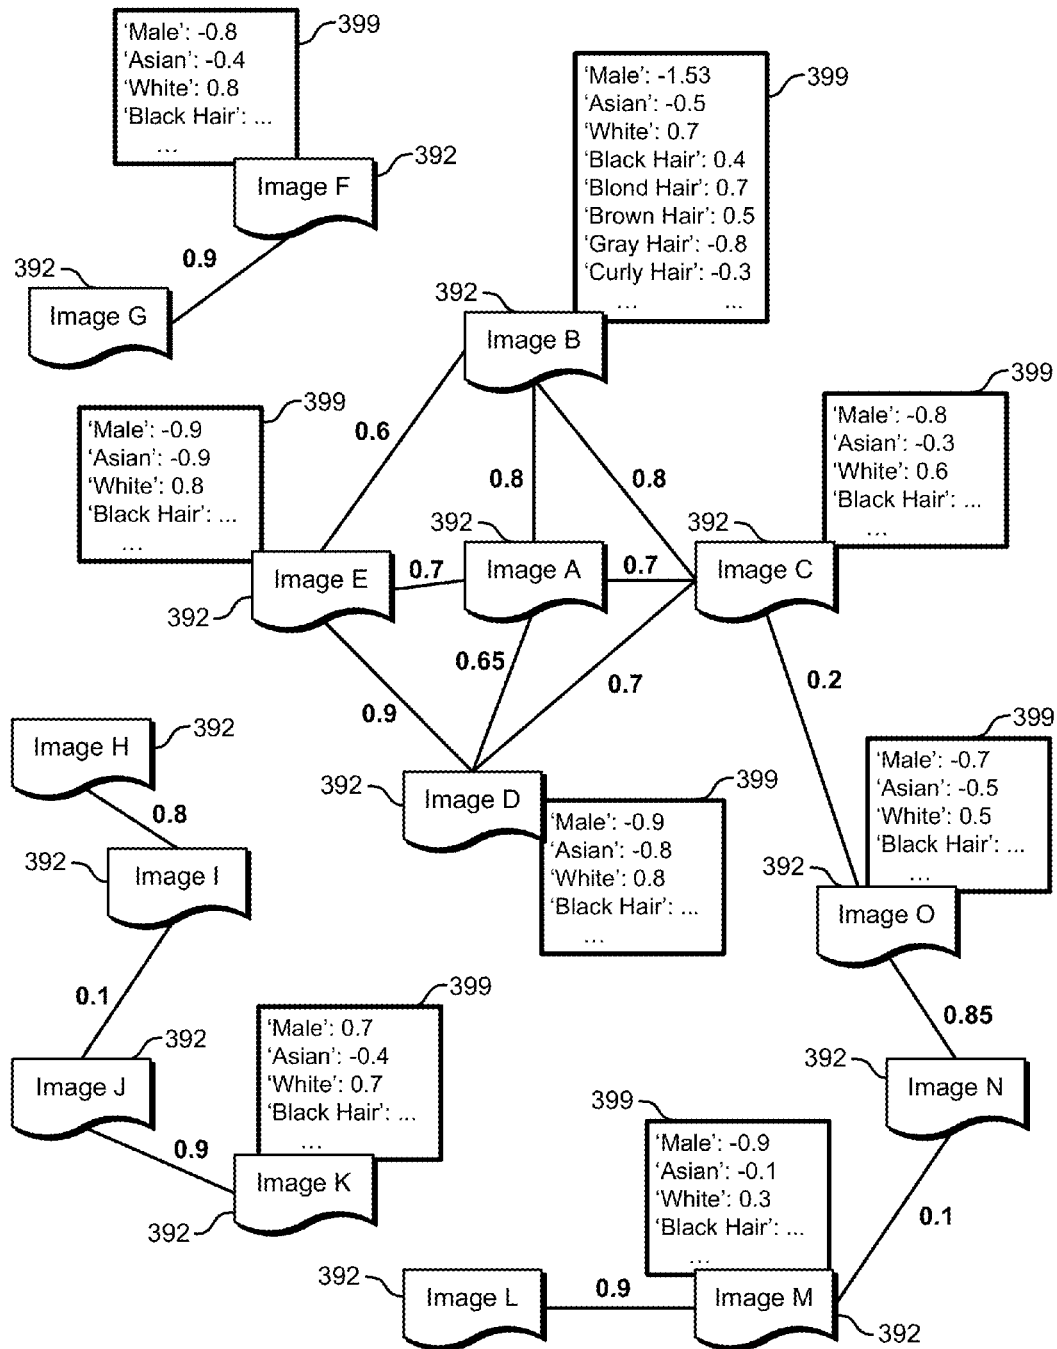 'Male': -0.8
'Asian': -0.4
'White': 0.8
'Black Hair': ...
...
399
Image F
392
0.9
392
Image G
'Male': -1.53
'Asian': -0.5
'White': 0.7
'Black Hair': 0.4
'Blond Hair': 0.7
'Brown Hair': 0.5
'Gray Hair': -0.8
'Curly Hair': -0.3
... ...
399
392
Image B
'Male': -0.9
'Asian': -0.9
'White': 0.8
'Black Hair': ...
...
399
0.6
0.8
0.8
'Male': -0.8
'Asian': -0.3
'White': 0.6
'Black Hair': ...
...
399
Image E
392
0.7
392
Image A
0.7
392
Image C
0.9
0.65
0.7
0.2
Image H
392
0.8
392
Image I
392
Image D
399
'Male': -0.9
'Asian': -0.8
'White': 0.8
'Black Hair': ...
...
399
'Male': -0.7
'Asian': -0.5
'White': 0.5
'Black Hair': ...
...
392
Image O
0.1
0.85
392
Image J
399
'Male': 0.7
'Asian': -0.4
'White': 0.7
'Black Hair': ...
...
0.9
Image K
392
392
Image N
399
'Male': -0.9
'Asian': -0.1
'White': 0.3
'Black Hair': ...
...
0.1
392
Image L
0.9
Image M
392